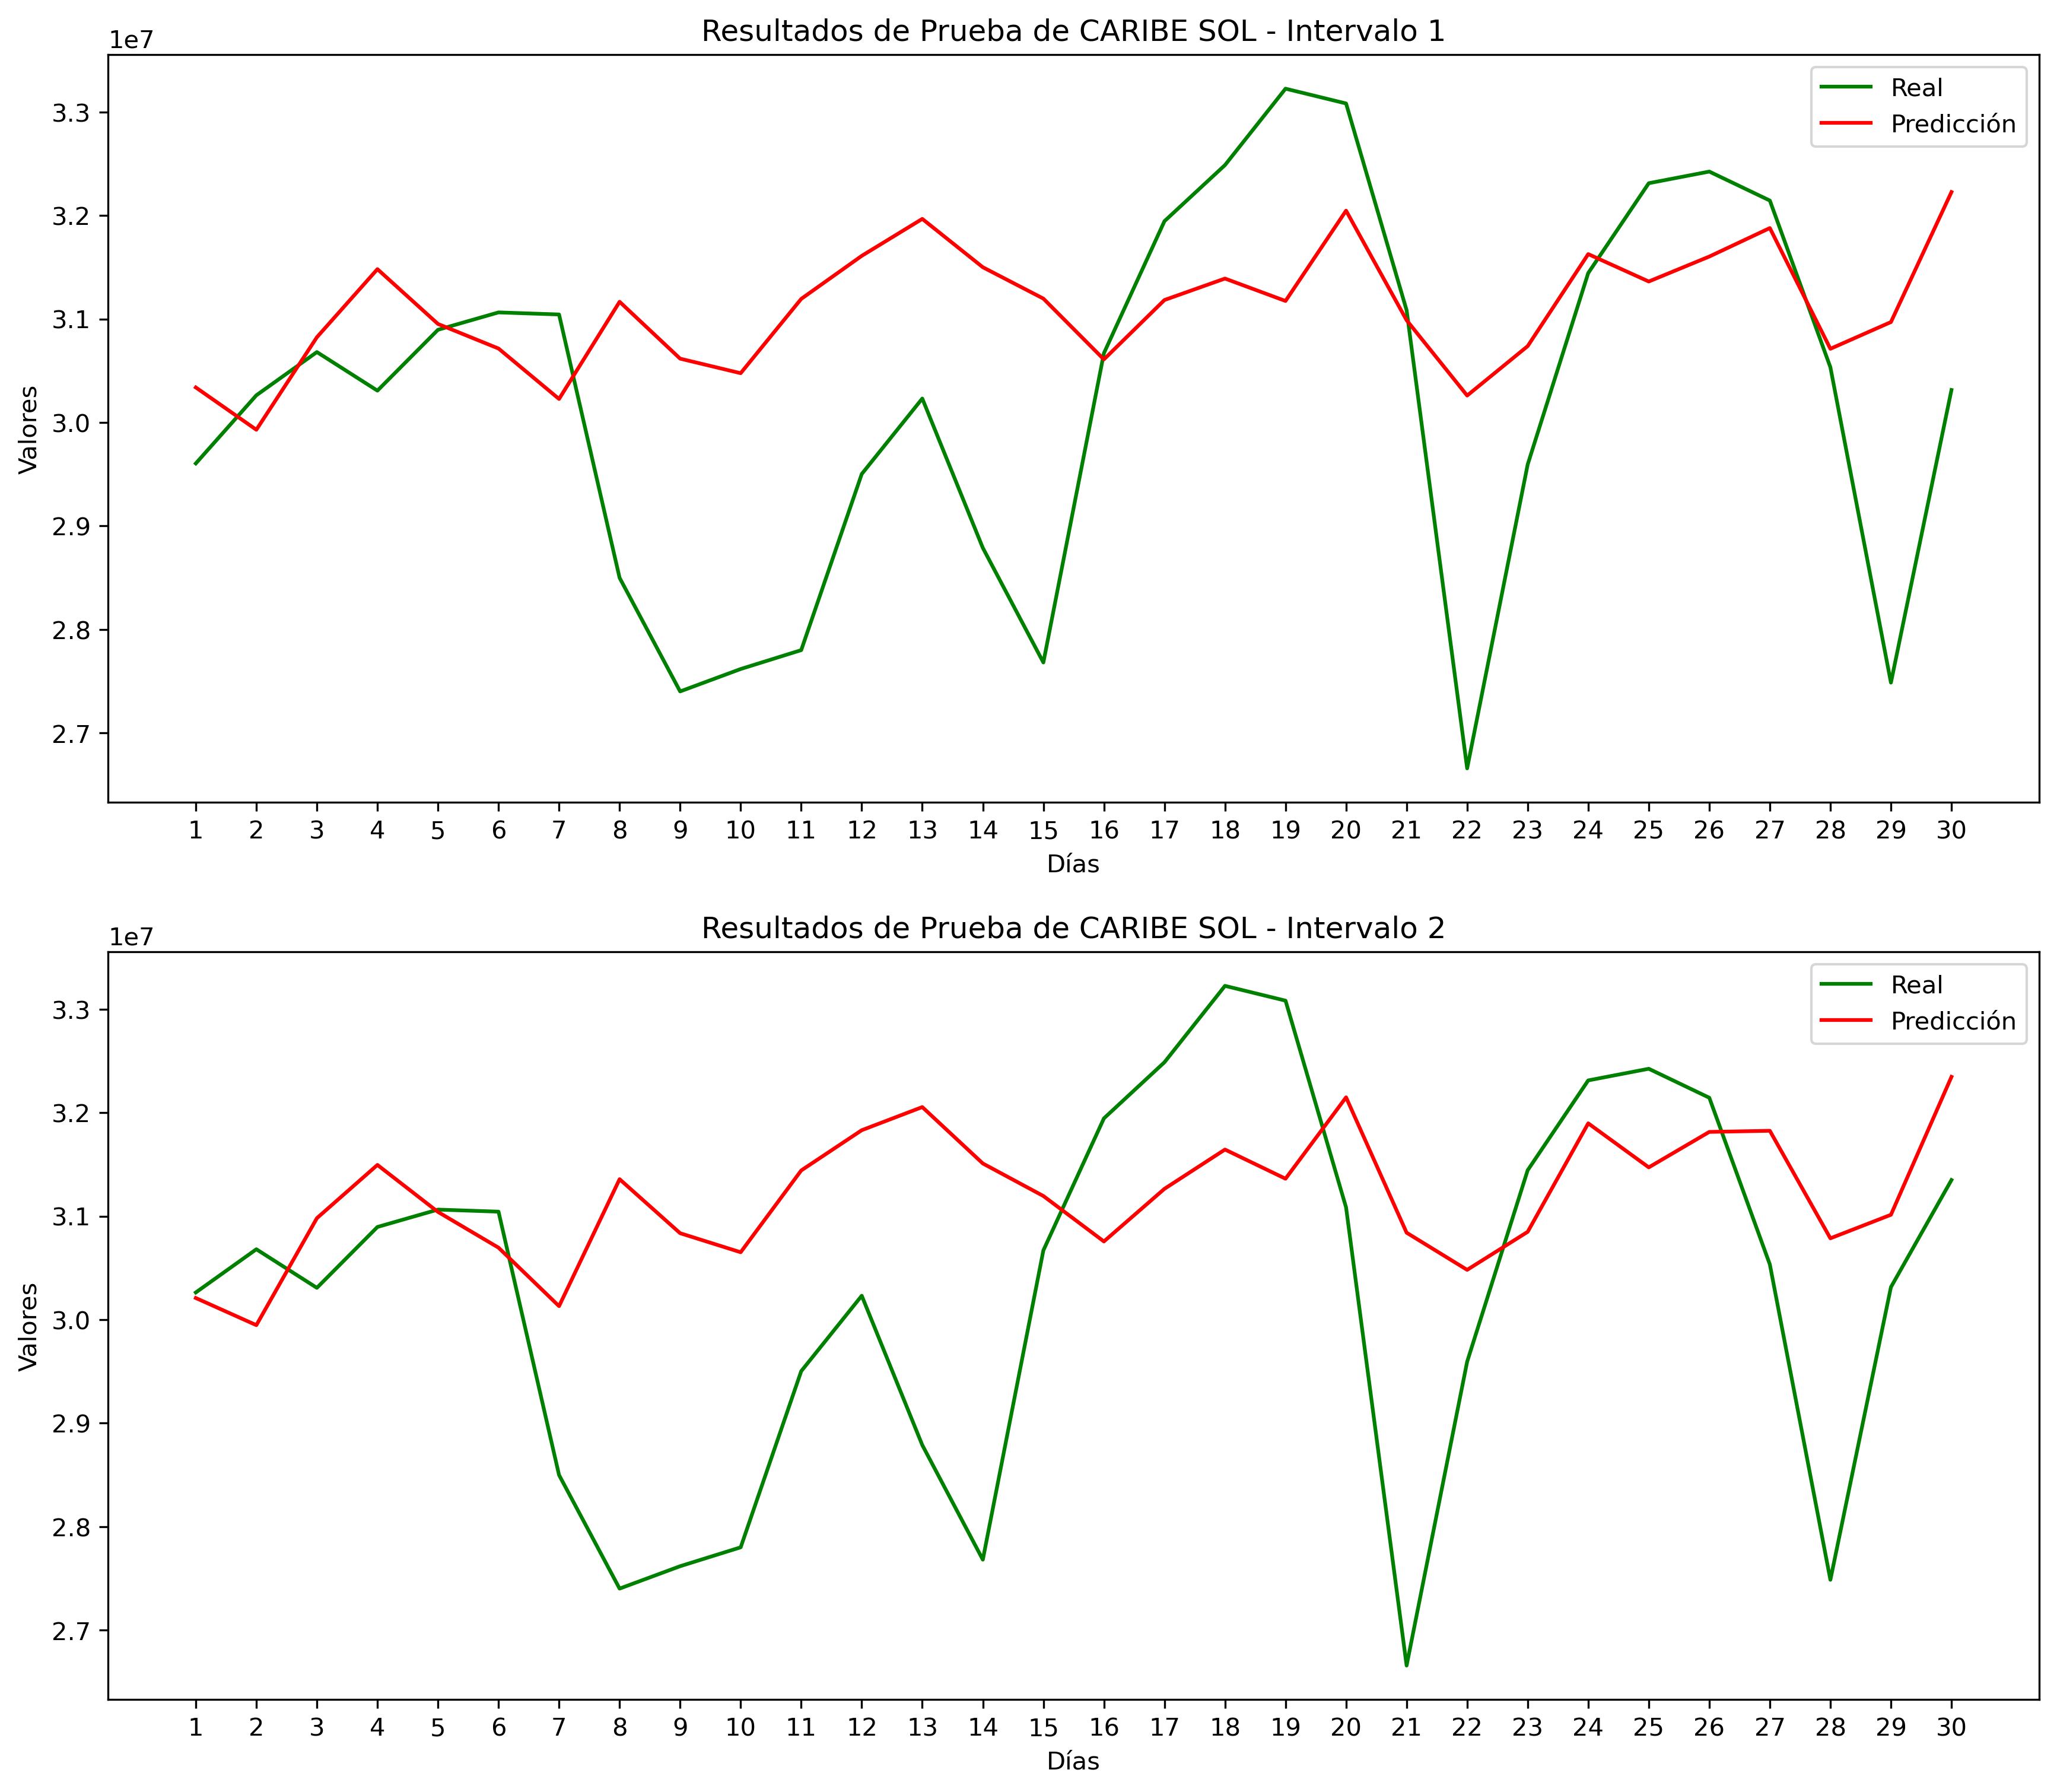 Resultados de Prueba de CARIBE SOL - Intervalo 1
1e7
Real
Predicción
3.3
3.2
3.1
3.0
2.9
2.8
2.7
Valores
1 2 3 4 5 6 7 8 9 10 11 12 13 14 15 16 17 18 19 20 21 22 23 24 25 26 27 28 29 30
Días
Resultados de Prueba de CARIBE SOL - Intervalo 2
1e7
Real
Predicción
3.3
3.2
3.1
3.0
2.9
2.8
2.7
Valores
1 2 3 4 5 6 7 8 9 10 11 12 13 14 15 16 17 18 19 20 21 22 23 24 25 26 27 28 29 30
Días